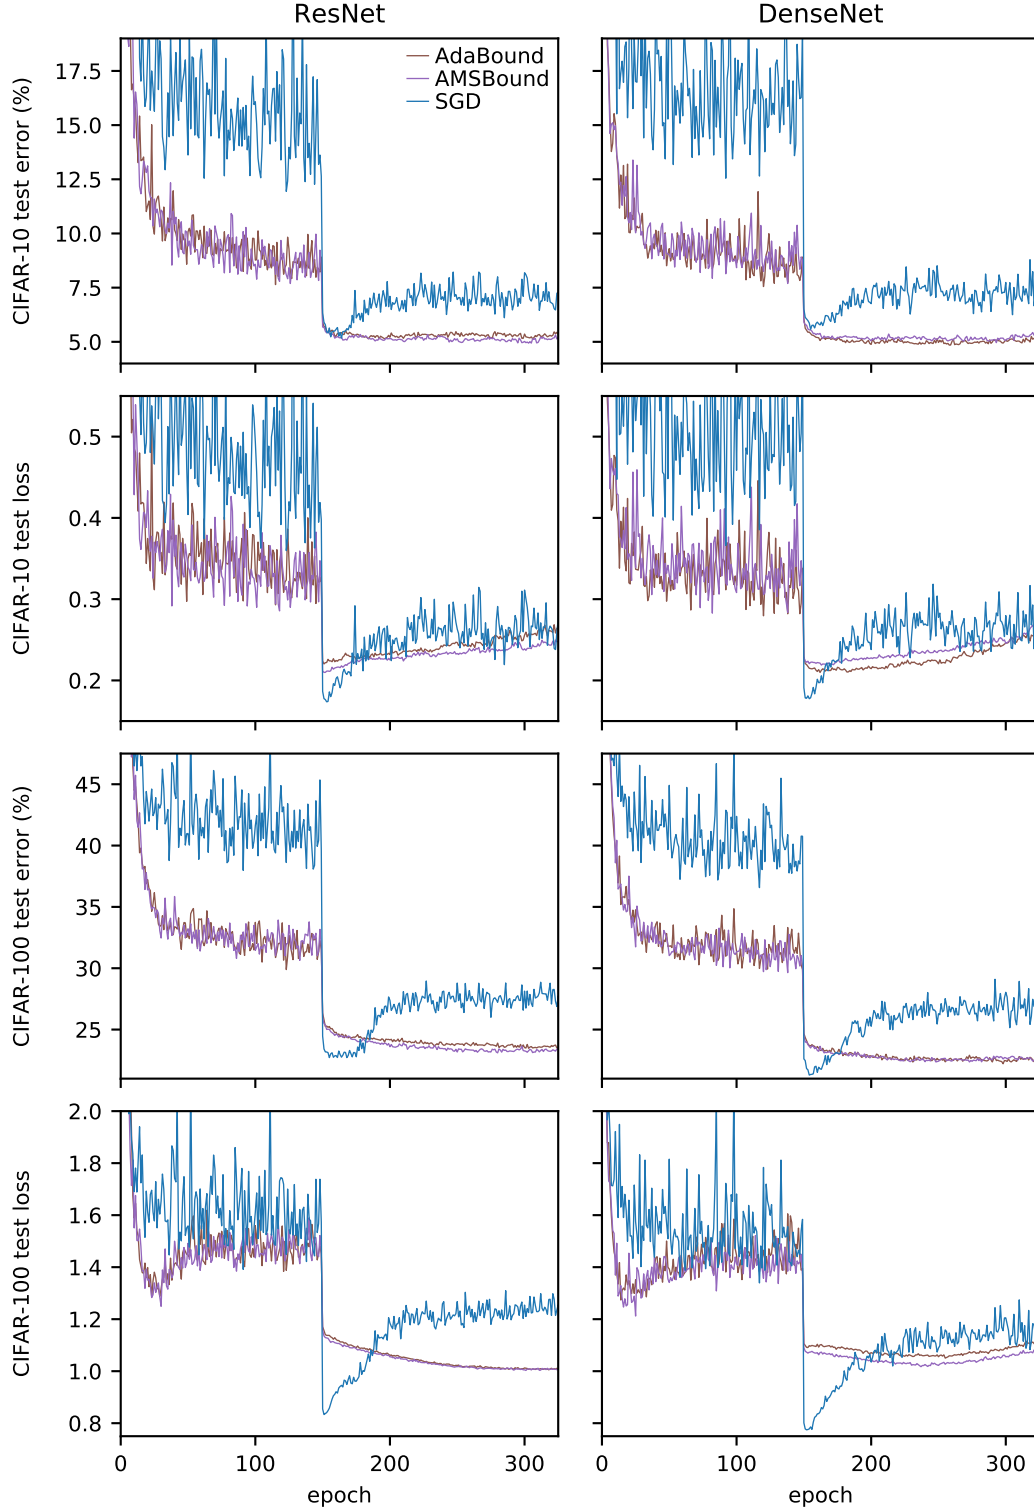 ResNet
DenseNet
CIFAR-10 test error (%)
17.5
15.0
12.5
10.0
7.5
5.0
AdaBound
AMSBound
SGD
CIFAR-10 test loss
0.5
0.4
0.3
0.2
CIFAR-100 test error (%)
45
40
35
30
25
CIFAR-100 test loss
2.0
1.8
1.6
1.4
1.2
1.0
0.8
0 100 200 300
0 100 200 300
epoch
epoch